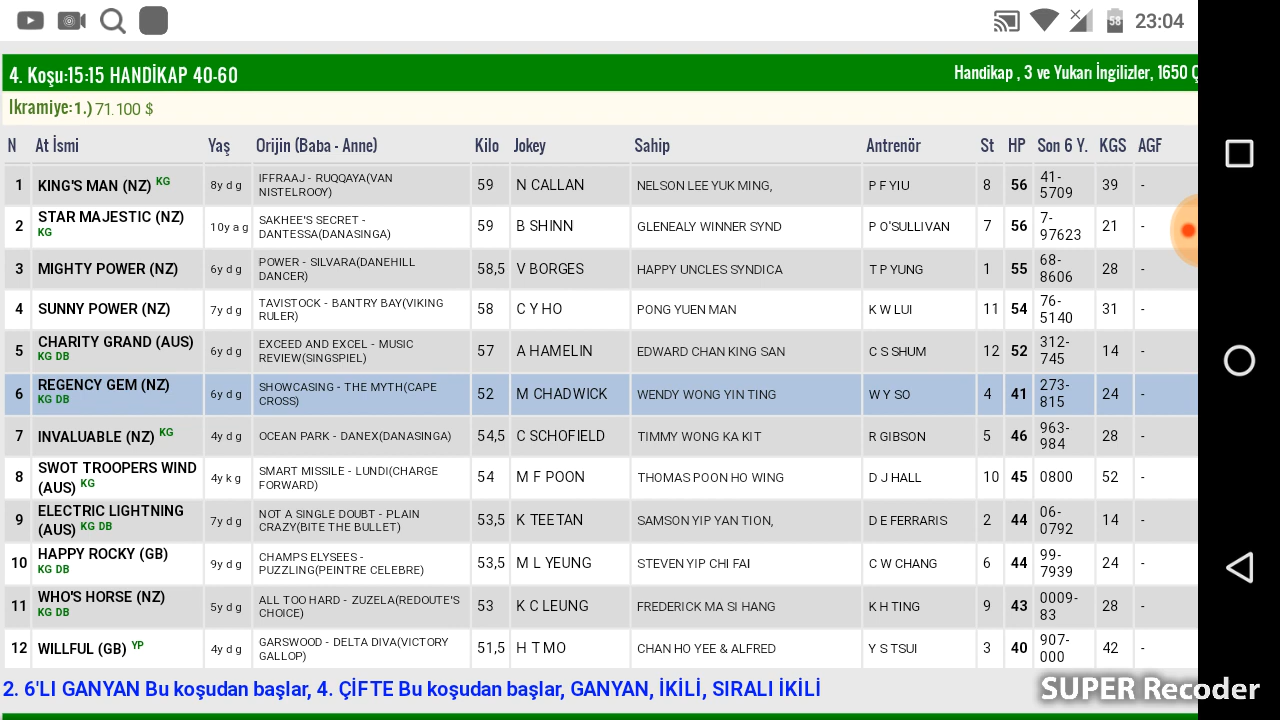 58
23:04
4. Koşu:15:15 HANDİKAP 40-60 Handikap , 3 ve Yukarı İngilizler, 1650 Ç
İkramiye:1.) 71.100 $
N At İsmi Yaş Orijin (Baba - Anne) Kilo Jokey Sahip Antrenör St HP Son 6 Y. KGS AGF
1 KING'S MAN (NZ) KG 8y d g IFFRAAJ - RUQQAYA(VAN NISTELROOY) 59 N CALLAN NELSON LEE YUK MING, P F YIU 8 56 41-5709 39 -
2 STAR MAJESTIC (NZ) KG 10y a g SAKHEE'S SECRET - DANTESSA(DANASINGA) 59 B SHINN GLENEALY WINNER SYND P O'SULLIVAN 7 56 7-97623 21 -
3 MIGHTY POWER (NZ) 6y d g POWER - SILVARA(DANEHILL DANCER) 58,5 V BORGES HAPPY UNCLES SYNDICA T P YUNG 1 55 68-8606 28 -
4 SUNNY POWER (NZ) 7y d g TAVISTOCK - BANTRY BAY(VIKING RULER) 58 C Y HO PONG YUEN MAN K W LUI 11 54 76-5140 31 -
5 CHARITY GRAND (AUS) KG DB 6y d g EXCEED AND EXCEL - MUSIC REVIEW(SINGSPIEL) 57 A HAMELIN EDWARD CHAN KING SAN C S SHUM 12 52 312-745 14 -
6 REGENCY GEM (NZ) KG DB 6y d g SHOWCASING - THE MYTH(CAPE CROSS) 52 M CHADWICK WENDY WONG YIN TING W Y SO 4 41 273-815 24 -
7 INVALUABLE (NZ) KG 4y d g OCEAN PARK - DANEX(DANASINGA) 54,5 C SCHOFIELD TIMMY WONG KA KIT R GIBSON 5 46 963-984 28 -
8 SWOT TROOPERS WIND (AUS) KG 4y k g SMART MISSILE - LUNDI(CHARGE FORWARD) 54 M F POON THOMAS POON HO WING D J HALL 10 45 0800 52 -
9 ELECTRIC LIGHTNING (AUS) KG DB 7y d g NOT A SINGLE DOUBT - PLAIN CRAZY(BITE THE BULLET) 53,5 K TEETAN SAMSON YIP YAN TION, D E FERRARIS 2 44 06-0792 14 -
10 HAPPY ROCKY (GB) KG DB 9y d g CHAMPS ELYSEES - PUZZLING(PEINTRE CELEBRE) 53,5 M L YEUNG STEVEN YIP CHI FAI C W CHANG 6 44 99-7939 24 -
11 WHO'S HORSE (NZ) KG DB 5y d g ALL TOO HARD - ZUZELA(REDOUTE'S CHOICE) 53 K C LEUNG FREDERICK MA SI HANG K H TING 9 43 0009-83 28 -
12 WILLFUL (GB) YP 4y d g GARSWOOD - DELTA DIVA(VICTORY GALLOP) 51,5 H T MO CHAN HO YEE & ALFRED Y S TSUI 3 40 907-000 42 -
2. 6'LI GANYAN Bu koşudan başlar, 4. ÇİFTE Bu koşudan başlar, GANYAN, İKİLİ, SIRALI İKİLİ
SUPER Recoder